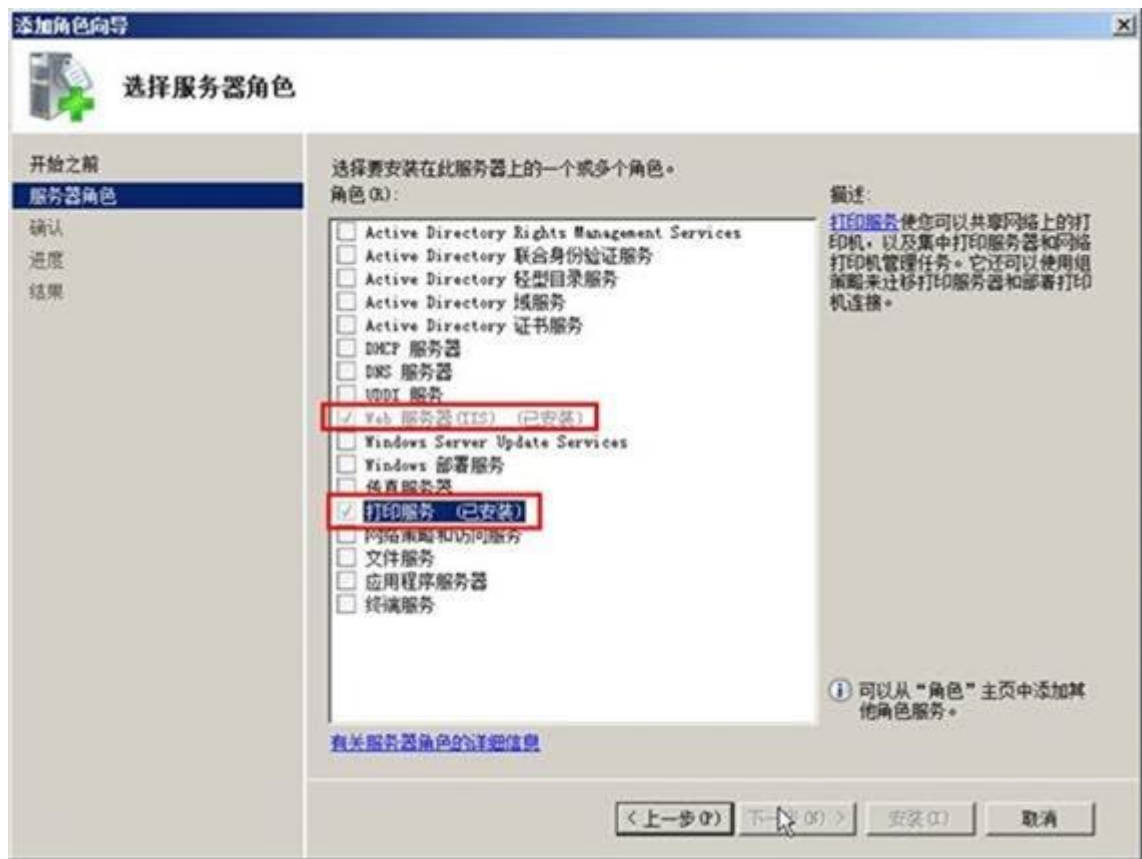 添加角色向导
选择服务器角色
开始之前
服务器角色
确认
进度
结果
选择要安装在此服务器上的一个或多个角色。
角色(R):
Active Directory Rights Management Services
Active Directory 联合身份验证服务
Active Directory 轻型目录服务
Active Directory 域服务
Active Directory 证书服务
DHCP 服务器
DNS 服务器
UDDI 服务
Web 服务器(IIS) (已安装)
Windows Server Update Services
Windows 部署服务
传真服务器
打印服务 (已安装)
网络策略和访问服务
文件服务
应用程序服务器
终端服务
有关服务器角色的详细信息
描述:
打印服务使您可以共享网络上的打
印机，以及集中打印服务器和网络
打印机管理任务。它还可以使用组
策略来迁移打印服务器和部署打印
机连接。
可以从“角色”主页中添加其
他角色服务。
< 上一步(P)
下一步(N) >
安装(I)
取消